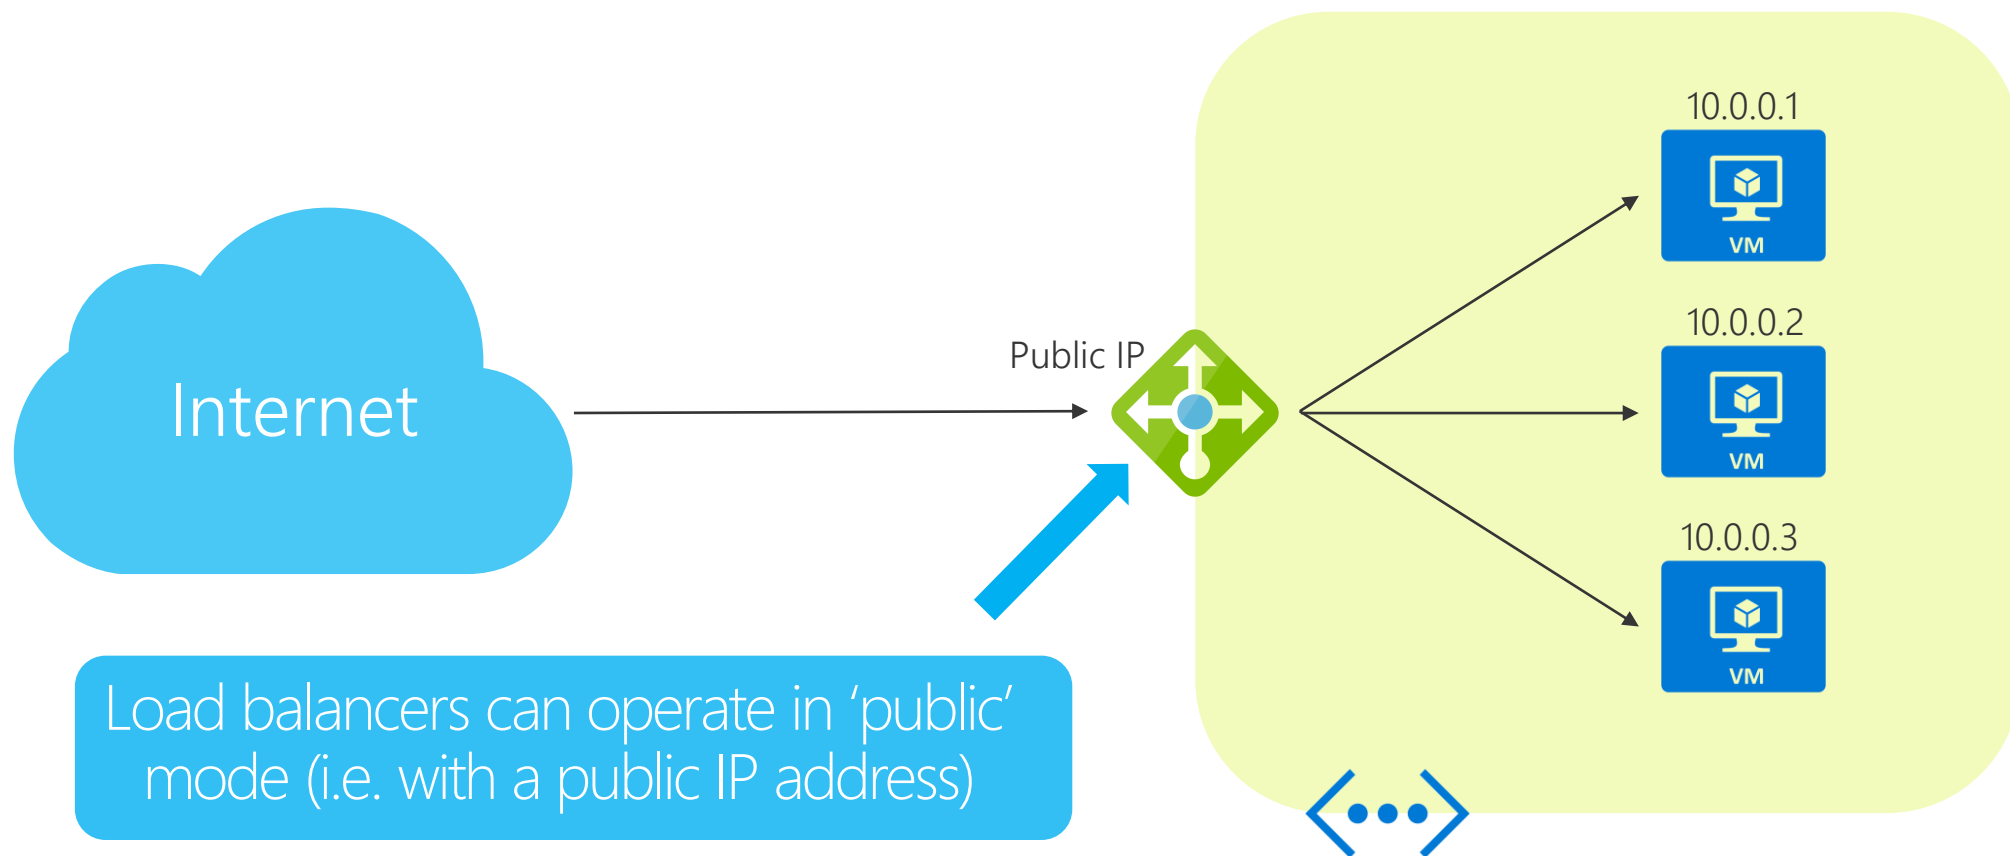 10.0.0.1
VM
10.0.0.2
Public IP
Internet
VM
10.0.0.3
VM
Load balancers can operate in ‘public’
mode (i.e. with a public IP address)